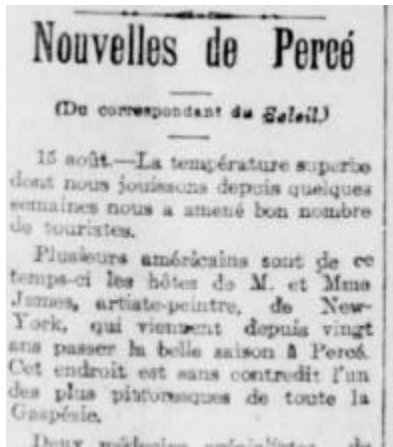 Nouvelles de Percé
(Du correspondant du Soleil)
15 août.—La température superbe
dont nous jouissons depuis quelques
semaines nous a amené bon nombre
de touristes.
Plusieurs américains sont de ce
temps-ci les hôtes de M. et Mme
James, artiste-peintre, de New-
York, qui viennent depuis vingt
ans passer la belle saison à Percé.
Cet endroit est sans contredit l'un
des plus pittoresques de toute la
Gaspésie.
Deux médecins spécialistes de